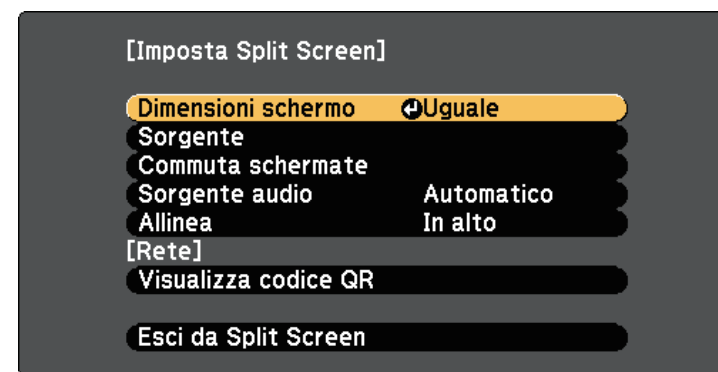 [Imposta Split Screen]
Dimensioni schermo Uguale
Sorgente
Commuta schermate
Sorgente audio Automatico
Allinea In alto
[Rete]
Visualizza codice QR
Esci da Split Screen